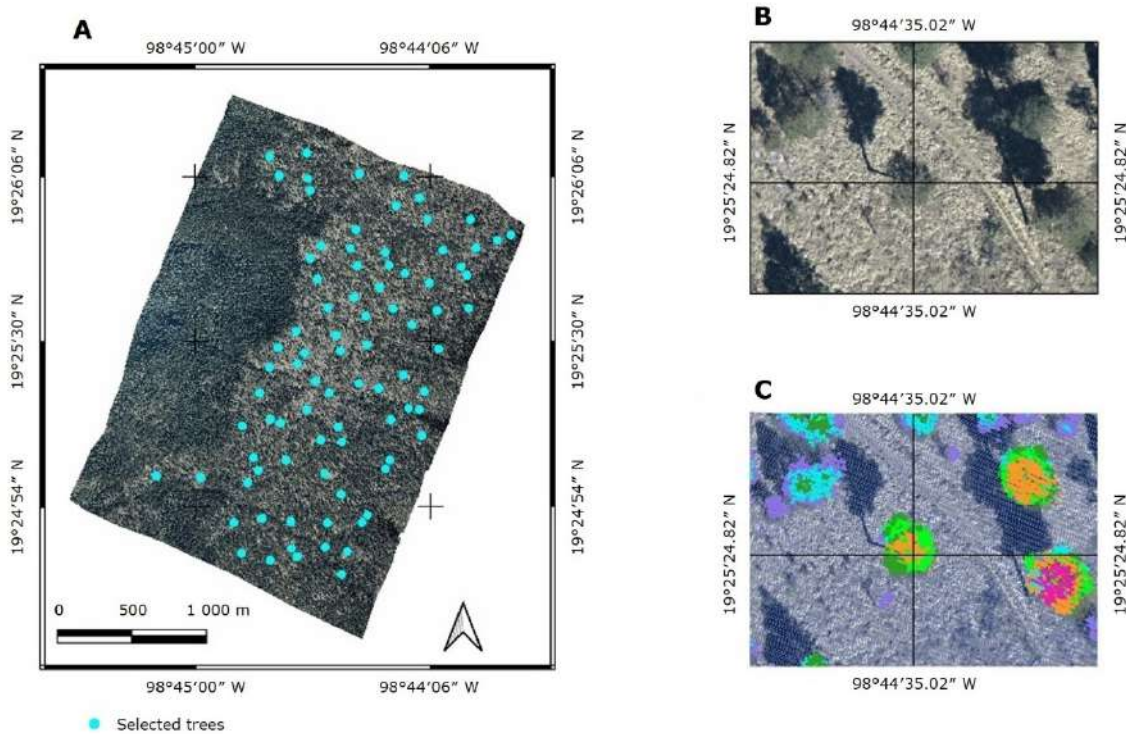 A
98°45′00″ W
98°44′06″ W
19°26′06″ N
19°26′06″ N
19°25′30″ N
19°25′30″ N
19°24′54″ N
19°24′54″ N
0
500
1 000 m
98°45′00″ W
98°44′06″ W
Selected trees
B
98°44′35.02″ W
19°25′24.82″ N
19°25′24.82″ N
98°44′35.02″ W
C
98°44′35.02″ W
19°25′24.82″ N
19°25′24.82″ N
98°44′35.02″ W